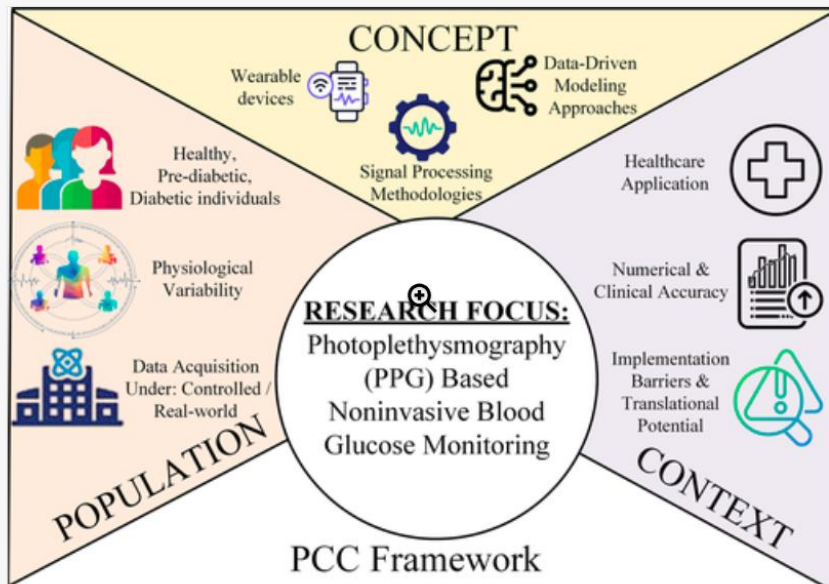 CONCEPT
Wearable
devices
Signal Processing
Methodologies
Data-Driven
Modeling
Approaches
Healthy,
Pre-diabetic,
Diabetic individuals
Physiological
Variability
Data Acquisition
Under: Controlled /
Real-world
POPULATION
RESEARCH FOCUS:
Photoplethysmography
(PPG) Based
Noninvasive Blood
Glucose Monitoring
Healthcare
Application
Numerical &
Clinical Accuracy
Implementation
Barriers &
Translational
Potential
CONTEXT
PCC Framework